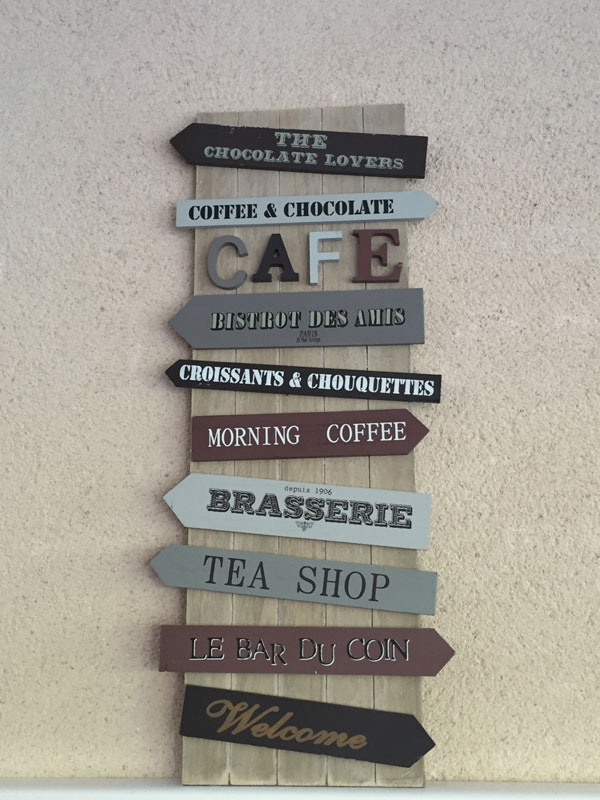 THE
CHOCOLATE LOVERS
COFFEE & CHOCOLATE
CAFE
BISTROT DES AMIS
PARIS
CROISSANTS & CHOUQUETTES
MORNING COFFEE
depuis 1906
BRASSERIE
TEA SHOP
LE BAR DU COIN
Welcome